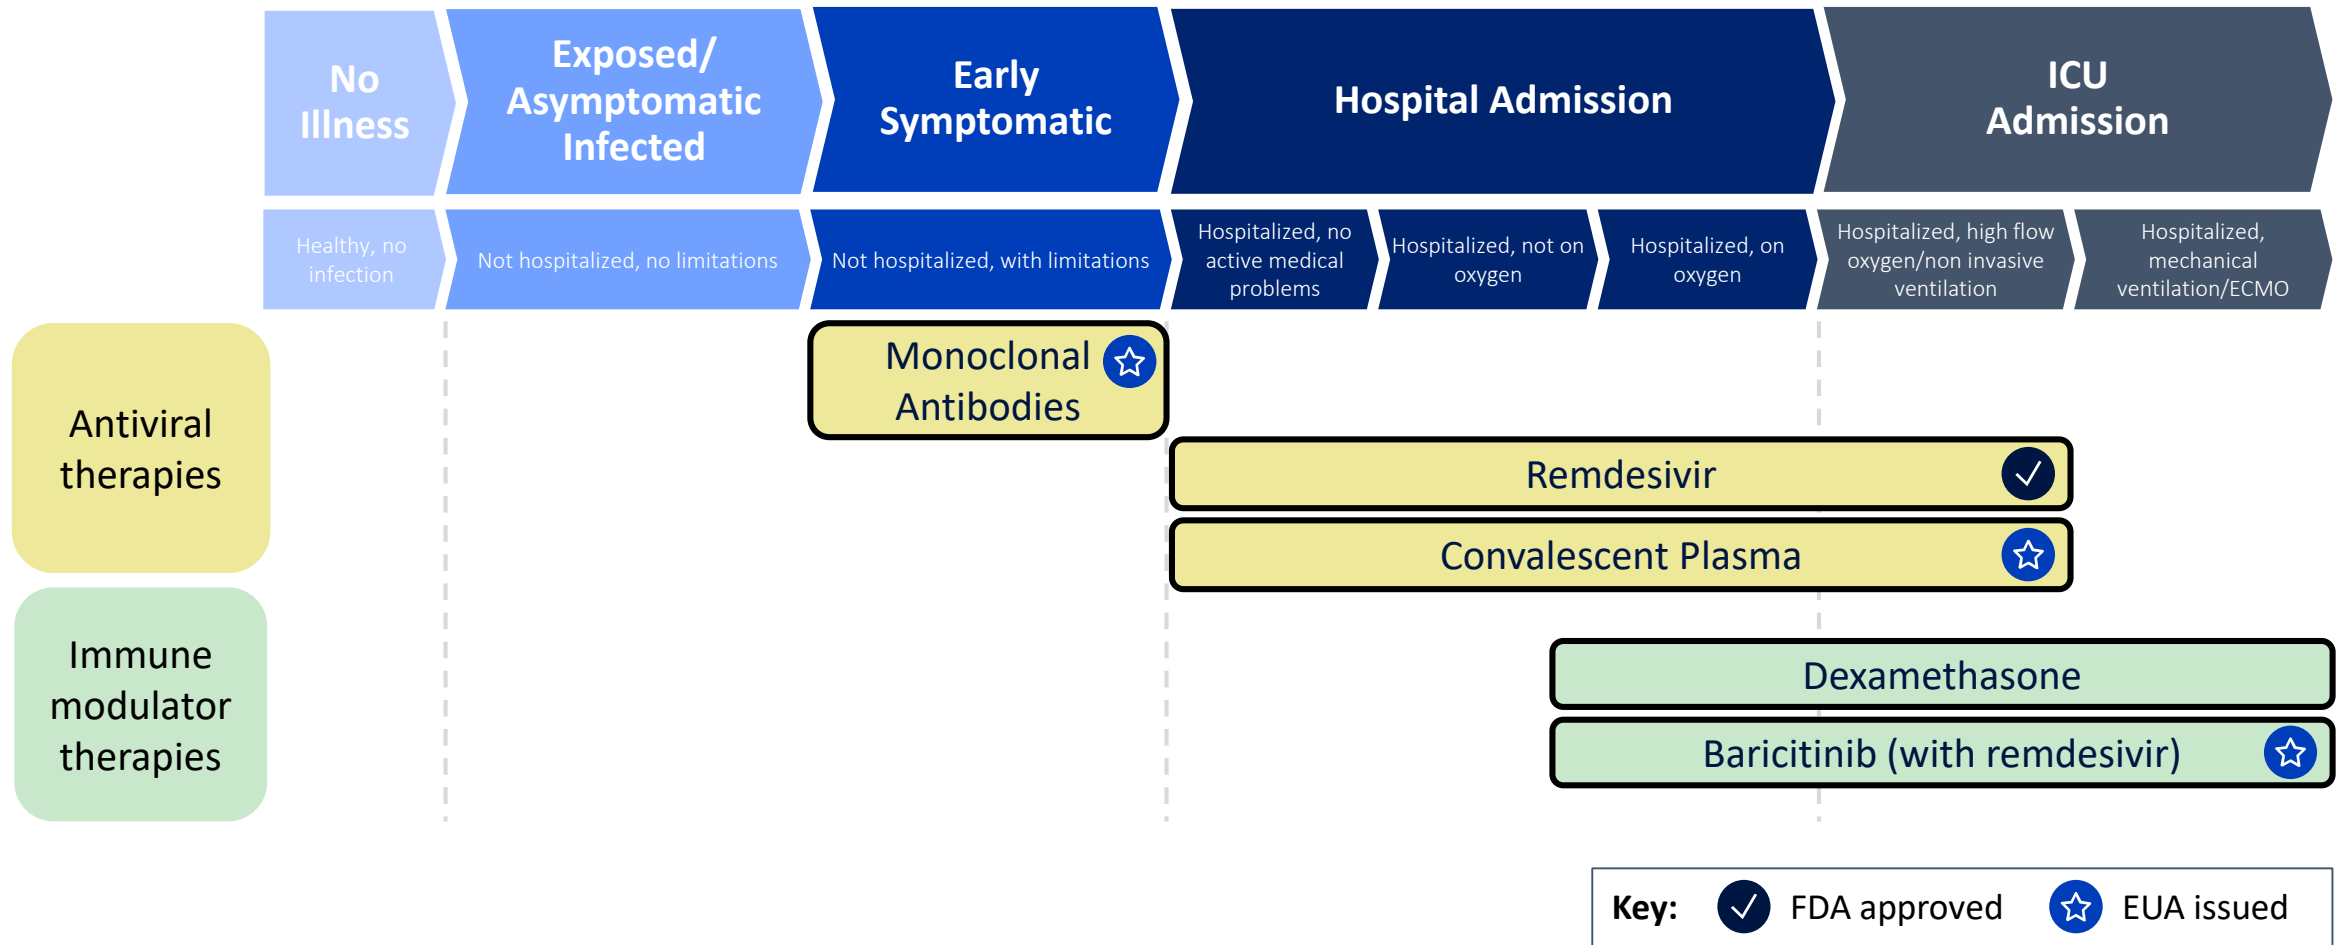 No
Illness
Exposed/
Asymptomatic
Infected
Early
Symptomatic
Hospital Admission
ICU
Admission
Healthy, no
infection
Not hospitalized, no limitations
Not hospitalized, with limitations
Hospitalized, no
active medical
problems
Hospitalized, not on
oxygen
Hospitalized, on
oxygen
Hospitalized, high flow
oxygen/non invasive
ventilation
Hospitalized,
mechanical
ventilation/ECMO
Antiviral
therapies
Monoclonal
Antibodies
Remdesivir
Convalescent Plasma
Immune
modulator
therapies
Dexamethasone
Baricitinib (with remdesivir)
Key: FDA approved EUA issued